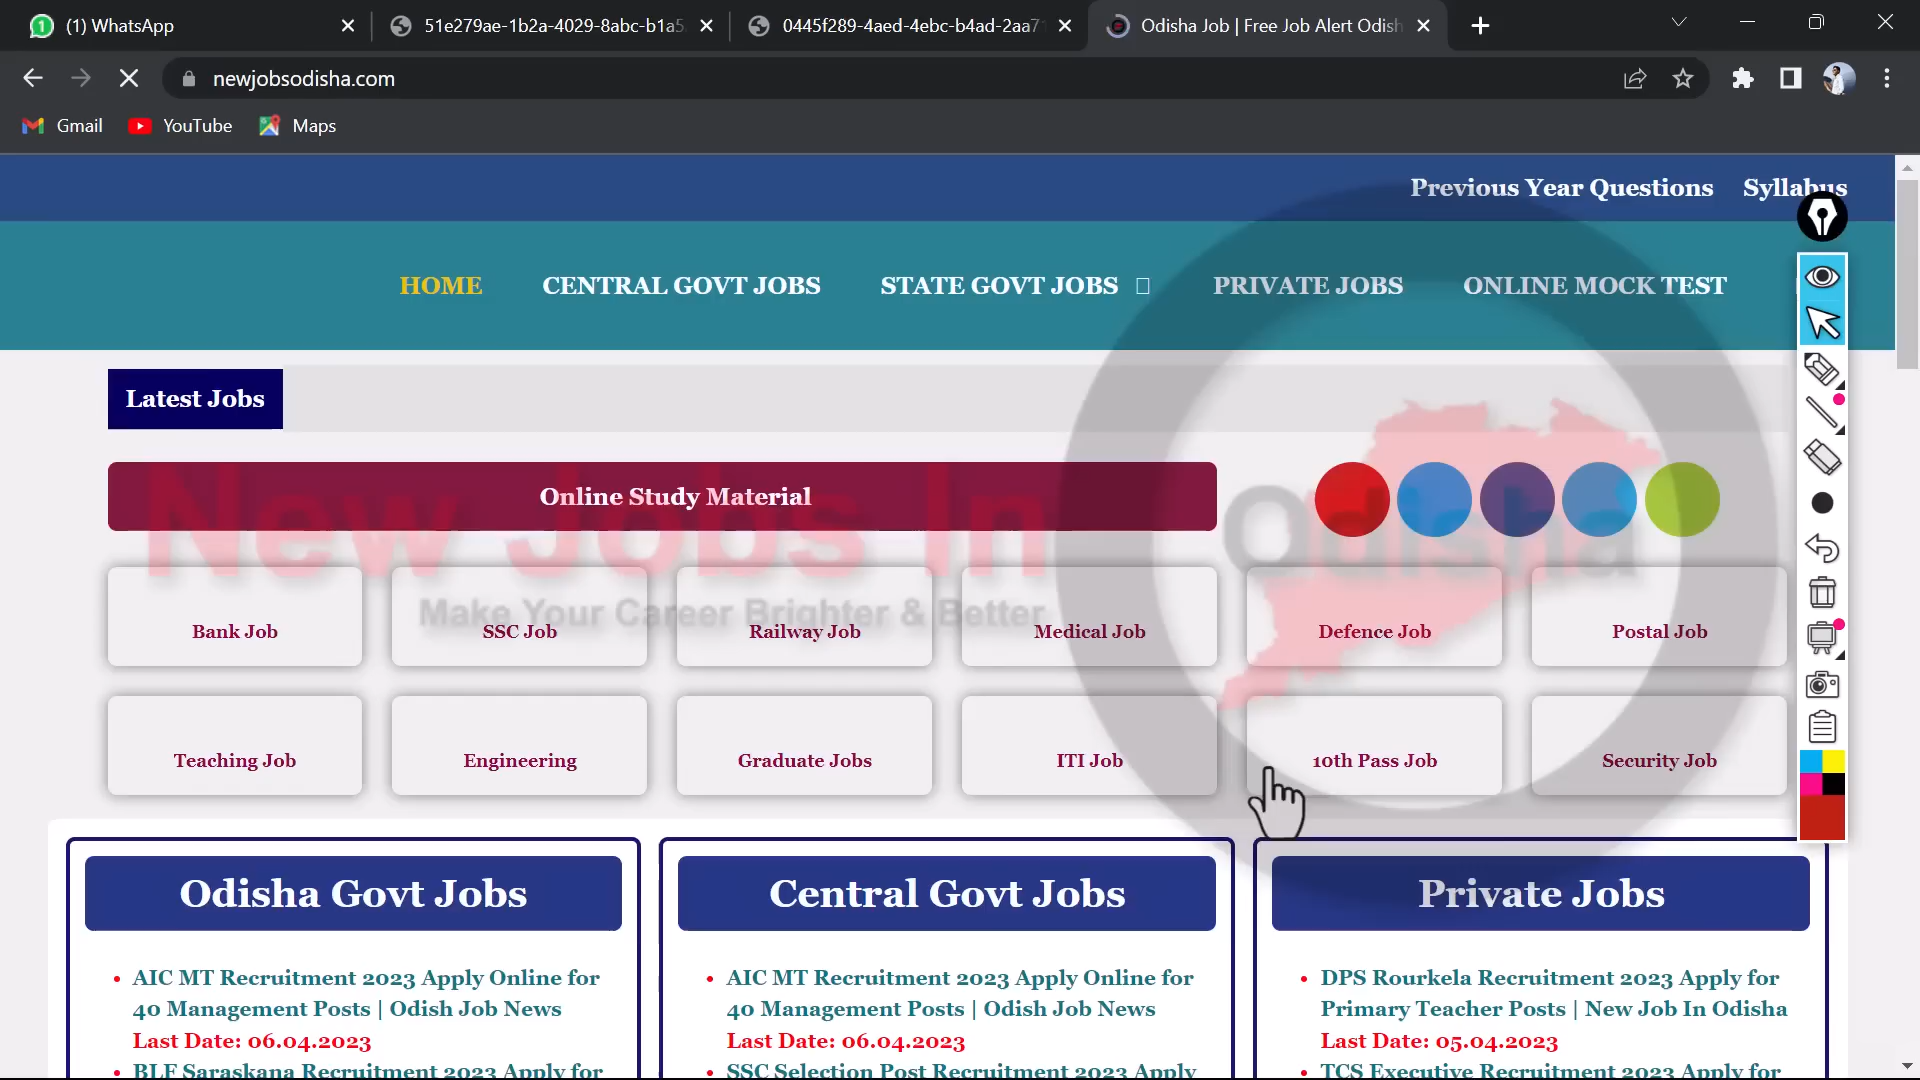 (1) WhatsApp
51e279ae-1b2a-4029-8abc-b1a5
0445f289-4aed-4ebc-b4ad-2aa7
Odisha Job | Free Job Alert Odish
newjobsodisha.com
Gmail
YouTube
Maps
Previous Year Questions
Syllabus
HOME
CENTRAL GOVT JOBS
STATE GOVT JOBS
PRIVATE JOBS
ONLINE MOCK TEST
Latest Jobs
Online Study Material
New Jobs In
Odisha
Make Your Career Brighter & Better
Bank Job
SSC Job
Railway Job
Medical Job
Defence Job
Postal Job
Teaching Job
Engineering
Graduate Jobs
ITI Job
10th Pass Job
Security Job
Odisha Govt Jobs
AIC MT Recruitment 2023 Apply Online for
40 Management Posts | Odish Job News
Last Date: 06.04.2023
BLF Saraskana Recruitment 2023 Apply for
Central Govt Jobs
AIC MT Recruitment 2023 Apply Online for
40 Management Posts | Odish Job News
Last Date: 06.04.2023
SSC Selection Post Recruitment 2023 Apply
Private Jobs
DPS Rourkela Recruitment 2023 Apply for
Primary Teacher Posts | New Job In Odisha
Last Date: 05.04.2023
TCS Executive Recruitment 2023 Apply for